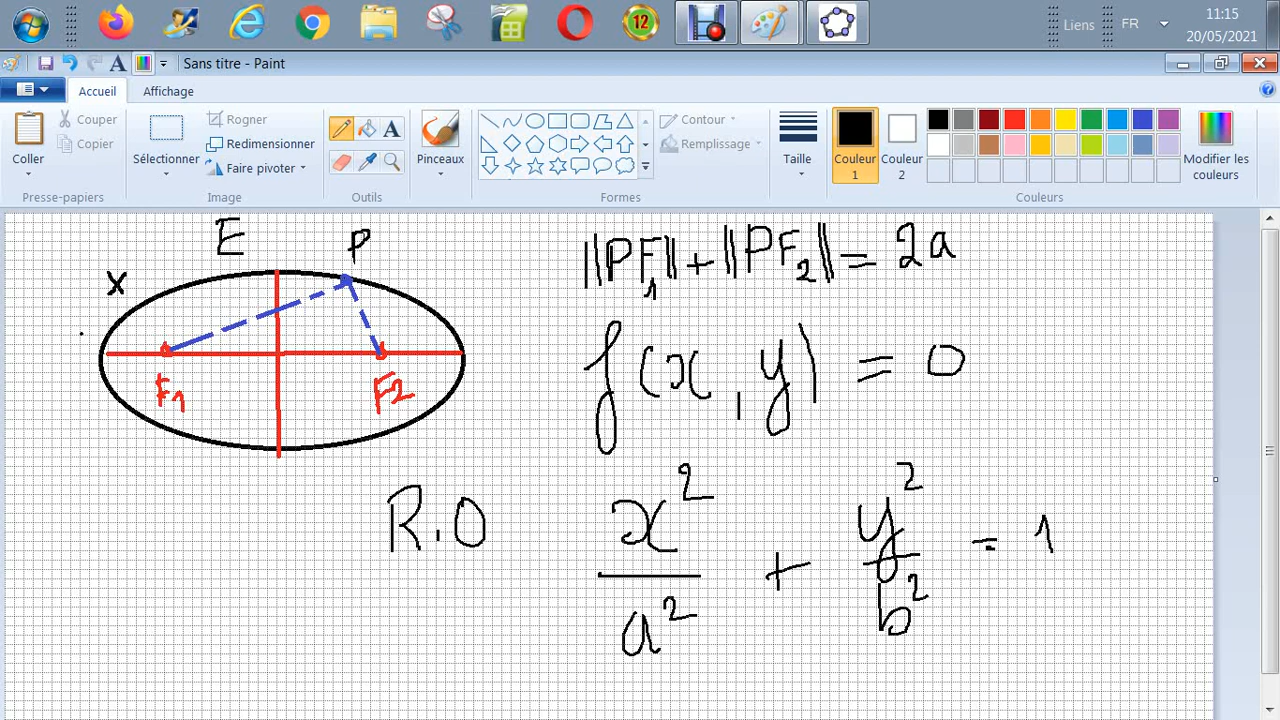 12
Liens
FR
11:15
20/05/2021
Sans titre - Paint
Accueil
Affichage
Coller
Couper
Copier
Presse-papiers
Sélectionner
Rogner
Redimensionner
Faire pivoter
Image
A
Outils
Pinceaux
Contour
Remplissage
Formes
Taille
Couleur 1
Couleur 2
Modifier les couleurs
Couleurs
E
P
X
F1
F2
||PF₁|| + ||PF₂|| = 2a
f(x, y) = 0
R.O
x²/a² + y²/b² = 1